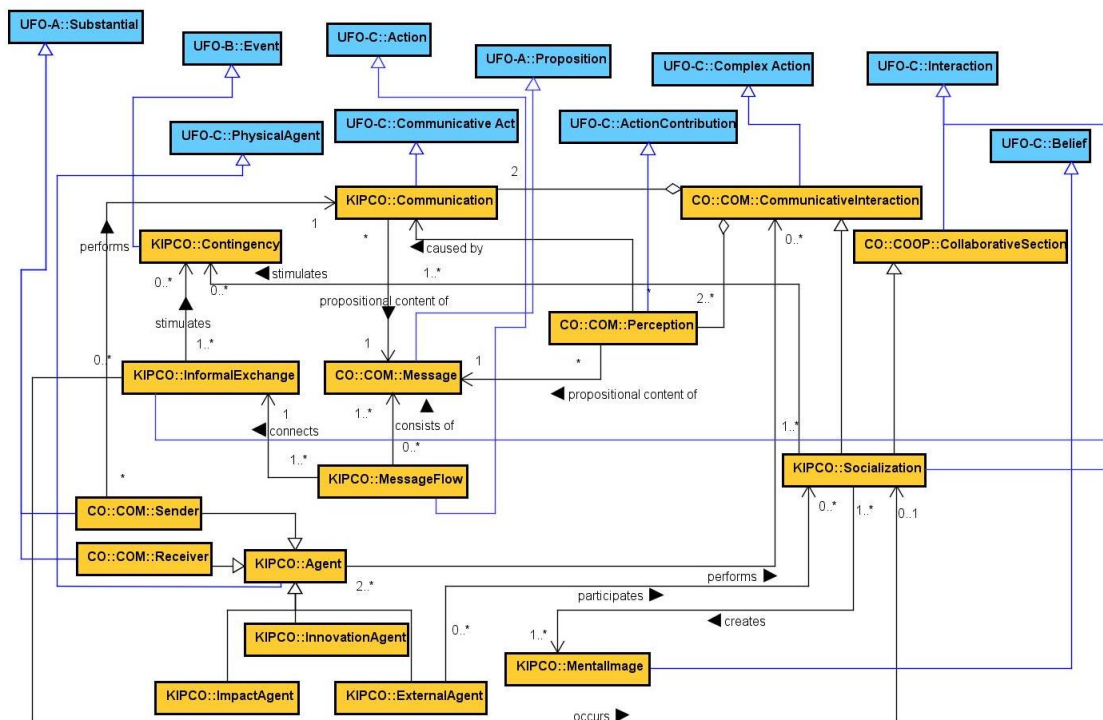 UFO-A::Substantial
UFO-B::Event
UFO-C::Action
UFO-A::Proposition
UFO-C::Complex Action
UFO-C::Interaction
UFO-C::PhysicalAgent
UFO-C::Communicative Act
UFO-C::ActionContribution
UFO-C::Belief
2
KIPCO::Communication
CO::COM::CommunicativeInteraction
1
*
0..*
performs
KIPCO::Contingency
caused by
CO::COOP::CollaborativeSection
0..*
0..*
stimulates
1..*
*
2..*
propositional content of
stimulates
CO::COM::Perception
0..*
1..*
1
1
*
KIPCO::InformalExchange
CO::COM::Message
propositional content of
1
1..*
connects
consists of
1..*
1..*
0..*
KIPCO::MessageFlow
KIPCO::Socialization
*
0..*
1..*
0..1
CO::COM::Sender
CO::COM::Receiver
KIPCO::Agent
2..*
performs
participates
0..*
creates
KIPCO::InnovationAgent
1..*
KIPCO::MentalImage
KIPCO::ImpactAgent
KIPCO::ExternalAgent
occurs